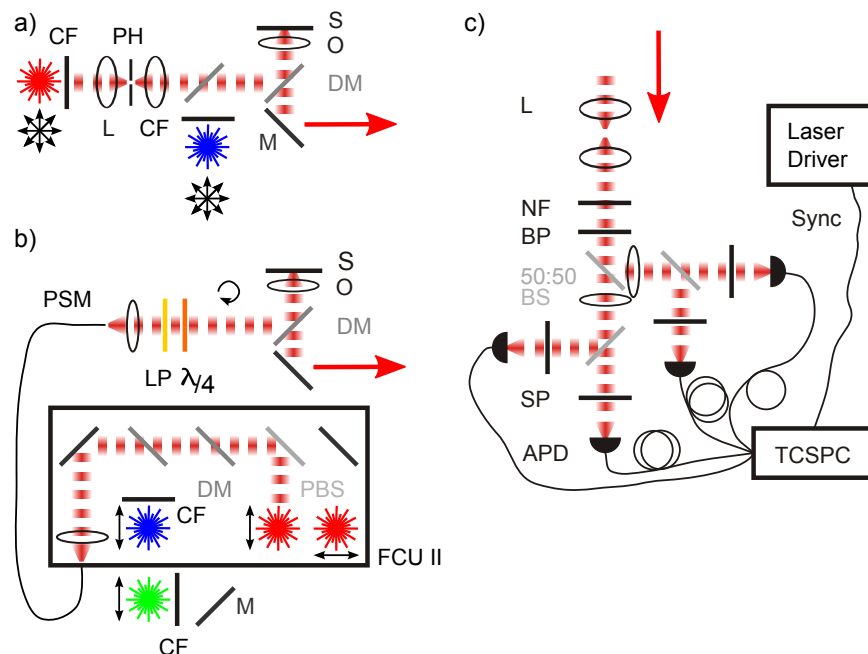 a)
CF
PH
L
CF
S
O
DM
M
b)
PSM
LP
λ/4
S
O
DM
DM
PBS
CF
FCU II
M
CF
c)
L
NF
BP
50:50
BS
SP
APD
Laser
Driver
Sync
TCSPC